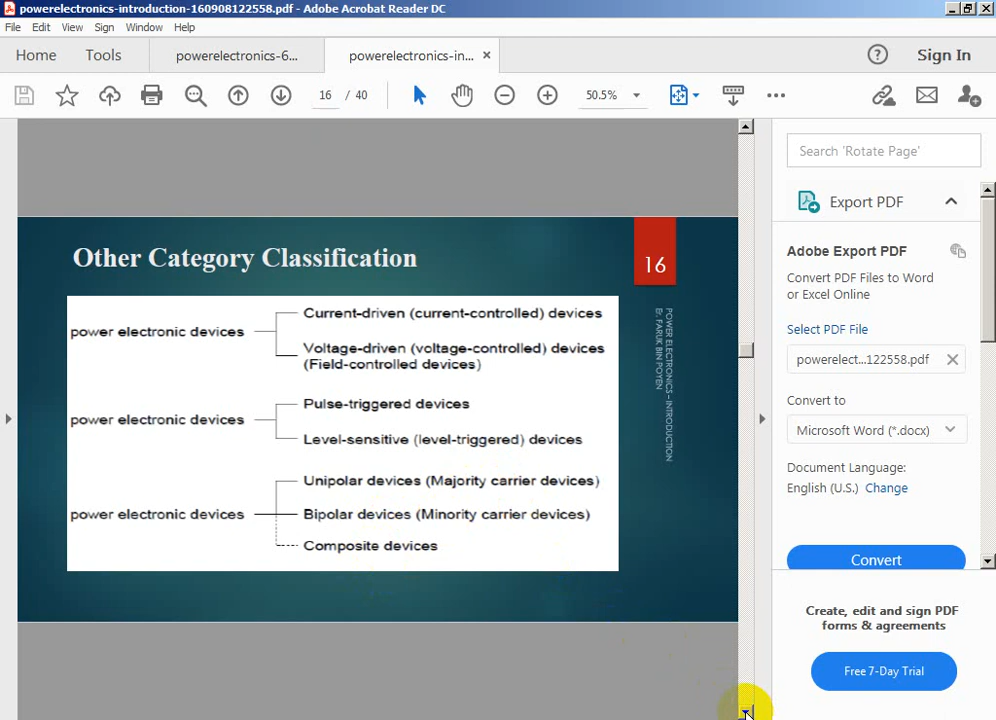 powerelectronics-introduction-160908122558.pdf - Adobe Acrobat Reader DC
File Edit View Sign Window Help
Home Tools powerelectronics-6... powerelectronics-in... Sign In
16 / 40 50.5%
Search 'Rotate Page'
Export PDF
Adobe Export PDF
Convert PDF Files to Word
or Excel Online
Select PDF File
powerelect...122558.pdf
Convert to
Microsoft Word (*.docx)
Document Language:
English (U.S.) Change
Convert
Create, edit and sign PDF
forms & agreements
Free 7-Day Trial
Other Category Classification
16
power electronic devices
Current-driven (current-controlled) devices
Voltage-driven (voltage-controlled) devices
(Field-controlled devices)
power electronic devices
Pulse-triggered devices
Level-sensitive (level-triggered) devices
power electronic devices
Unipolar devices (Majority carrier devices)
Bipolar devices (Minority carrier devices)
Composite devices
POWER ELECTRONICS – INTRODUCTION
Er. FARUK BIN POYEN